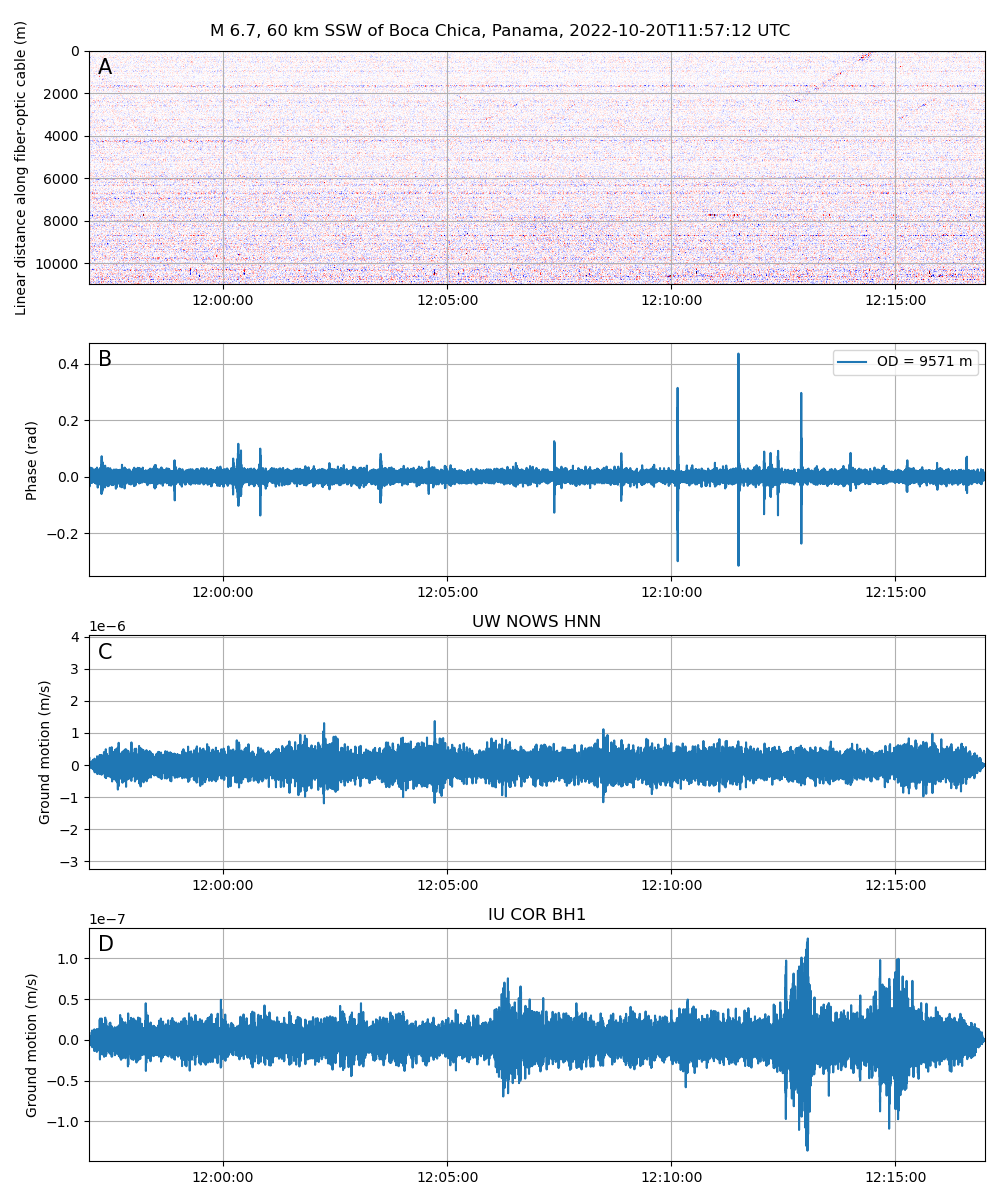 M 6.7, 60 km SSW of Boca Chica, Panama, 2022-10-20T11:57:12 UTC
A
Linear distance along fiber-optic cable (m)
0
2000
4000
6000
8000
10000
12:00:00 12:05:00 12:10:00 12:15:00
B
OD = 9571 m
Phase (rad)
0.4
0.2
0.0
−0.2
12:00:00 12:05:00 12:10:00 12:15:00
UW NOWS HNN
1e−6
C
Ground motion (m/s)
4
3
2
1
0
−1
−2
−3
12:00:00 12:05:00 12:10:00 12:15:00
IU COR BH1
1e−7
D
Ground motion (m/s)
1.0
0.5
0.0
−0.5
−1.0
12:00:00 12:05:00 12:10:00 12:15:00